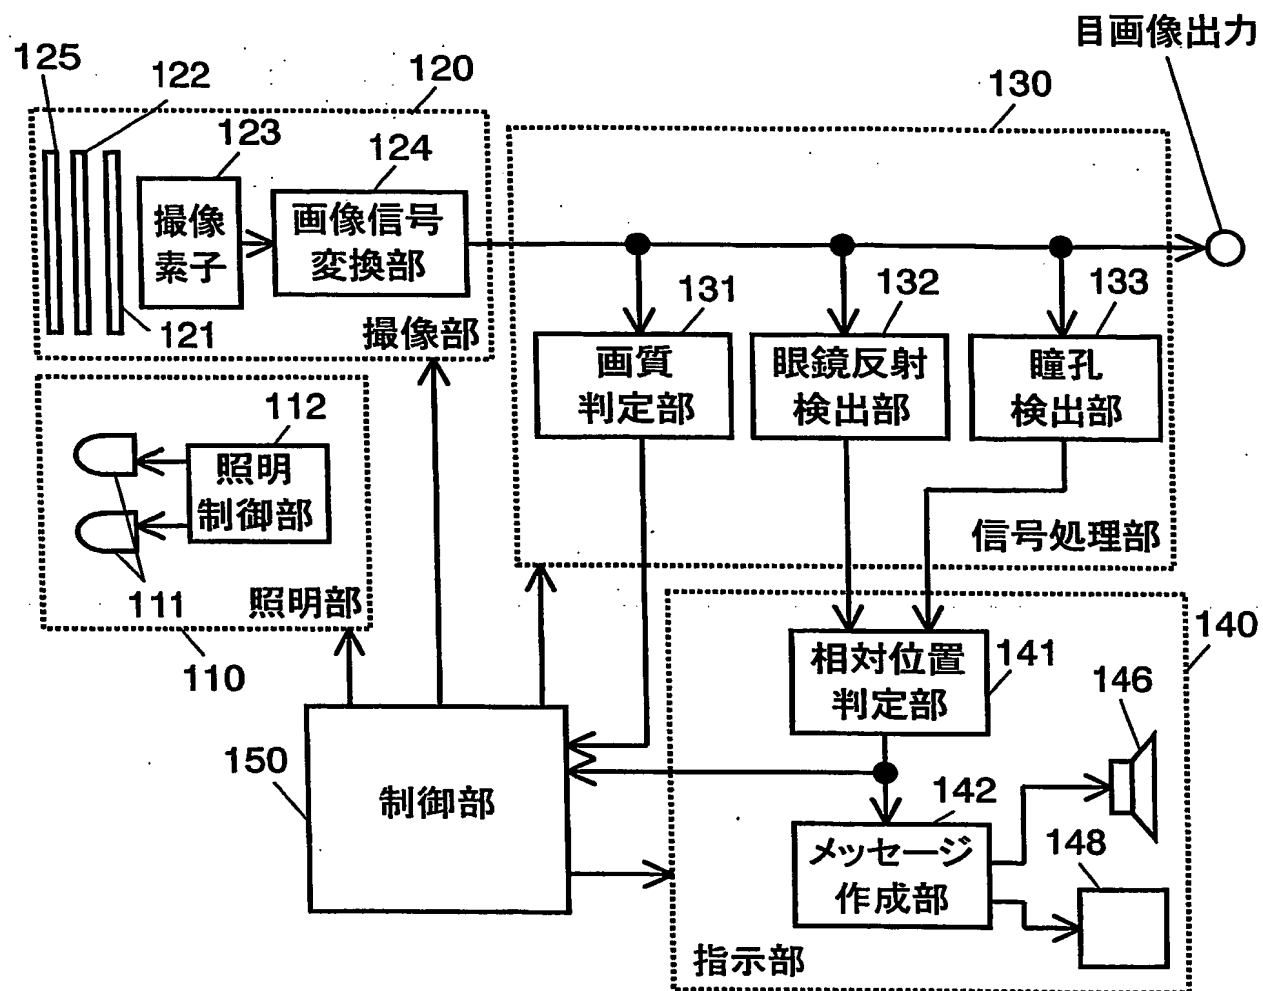 目画像出力
125
122
120
130
123
124
撮像
素子
画像信号
変換部
121
撮像部
131
132
133
画質
判定部
眼鏡反射
検出部
瞳孔
検出部
信号処理部
112
照明
制御部
111
照明部
110
140
相対位置
判定部
141
146
150
制御部
142
メッセージ
作成部
148
指示部